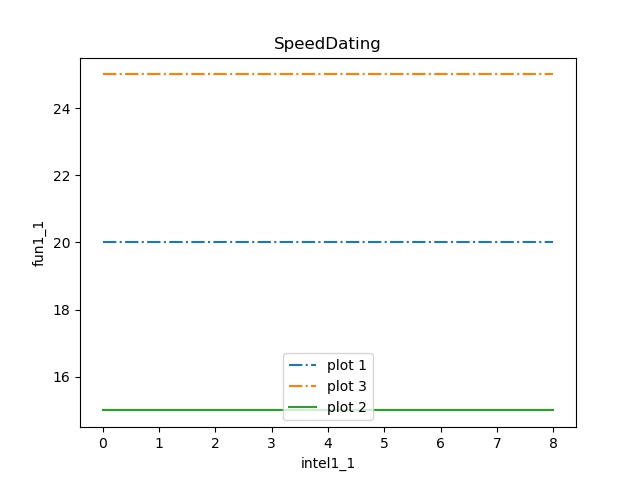 SpeedDating
24
22
20
18
16
fun1_1
plot 1
plot 3
plot 2
0 1 2 3 4 5 6 7 8
intel1_1